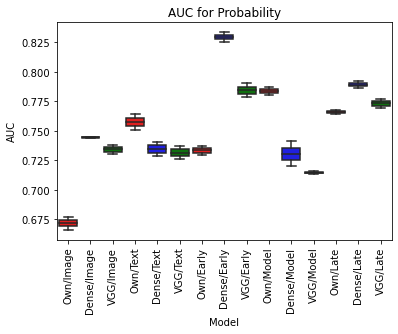 AUC for Probability
AUC
0.825
0.800
0.775
0.750
0.725
0.700
0.675
Own/Image
Dense/Image
VGG/Image
Own/Text
Dense/Text
VGG/Text
Own/Early
Dense/Early
VGG/Early
Own/Model
Dense/Model
VGG/Model
Own/Late
Dense/Late
VGG/Late
Model